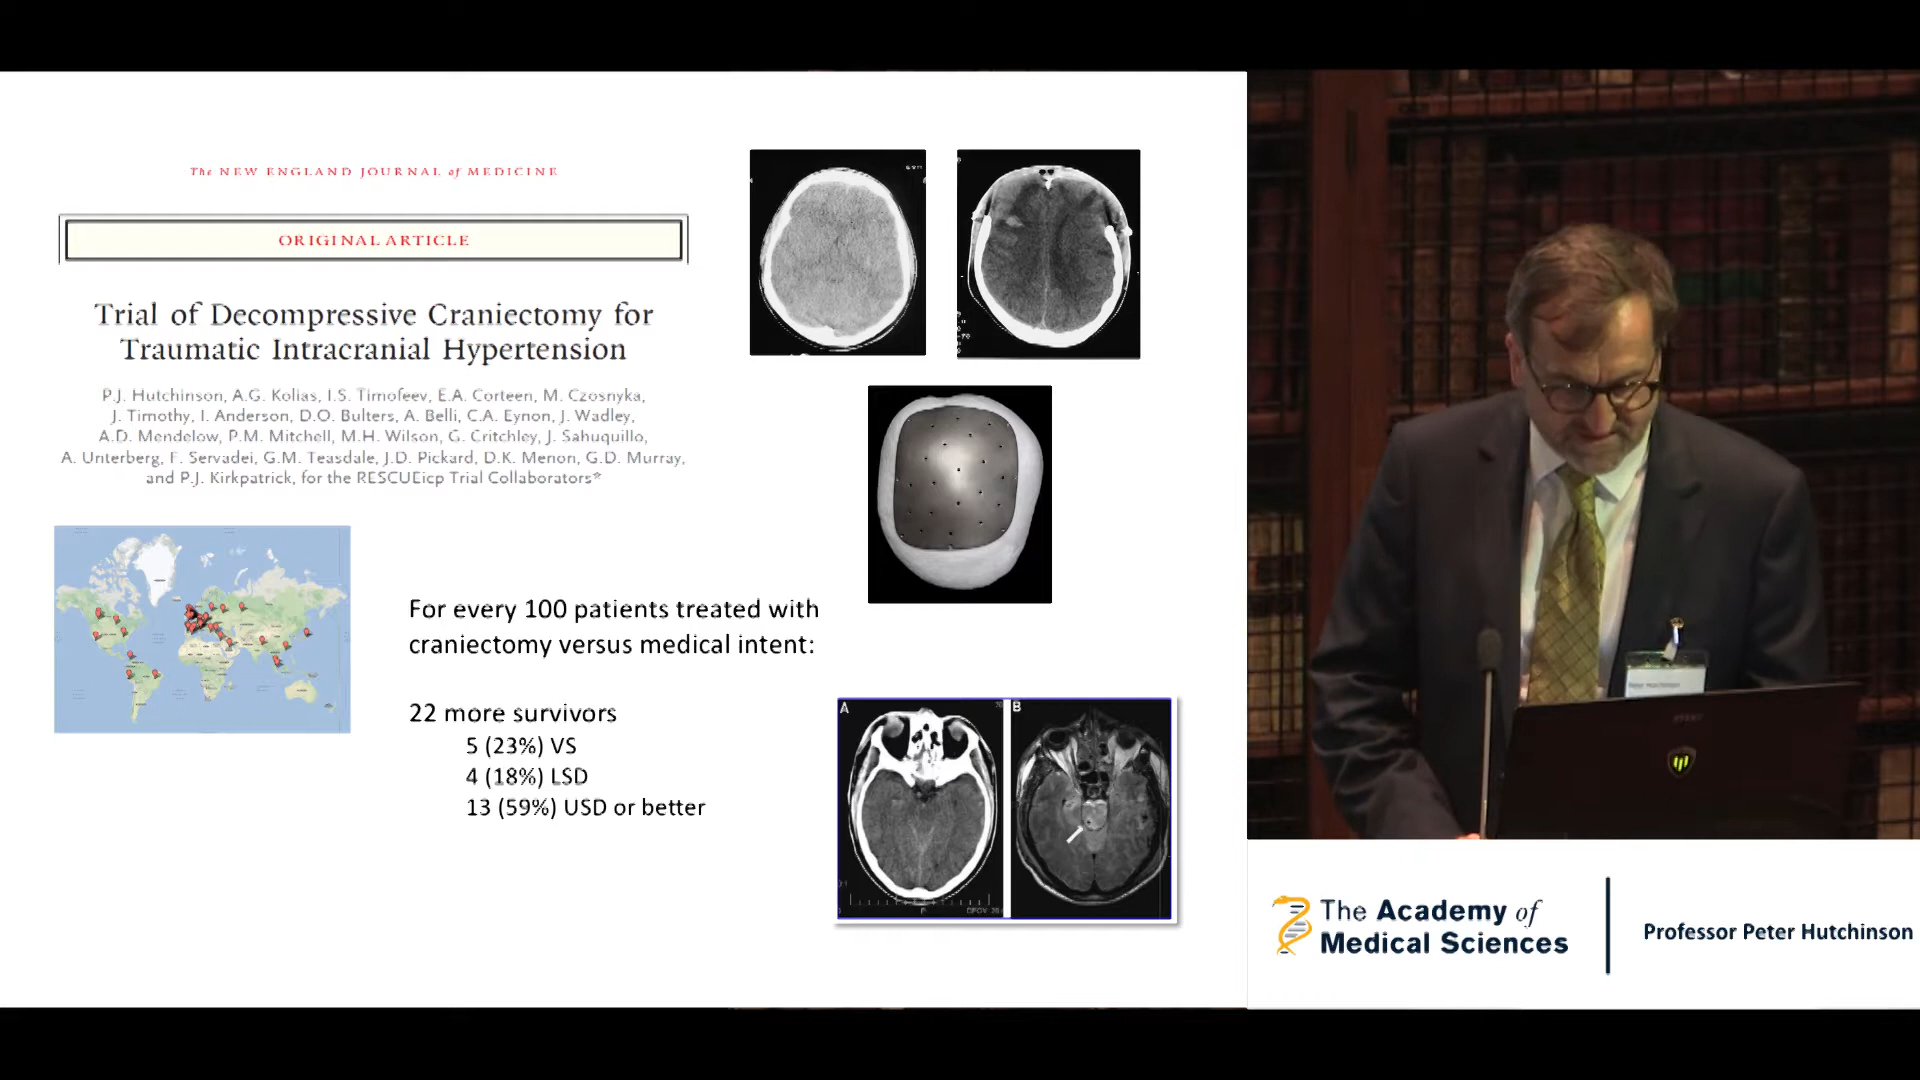 The NEW ENGLAND JOURNAL of MEDICINE
ORIGINAL ARTICLE
Trial of Decompressive Craniectomy for
Traumatic Intracranial Hypertension
P.J. Hutchinson, A.G. Kolias, I.S. Timofeev, E.A. Corteen, M. Czosnyka,
J. Timothy, I. Anderson, D.O. Bulters, A. Belli, C.A. Eynon, J. Wadley,
A.D. Mendelow, P.M. Mitchell, M.H. Wilson, G. Critchley, J. Sahuquillo,
A. Unterberg, F. Servadei, G.M. Teasdale, J.D. Pickard, D.K. Menon, G.D. Murray,
and P.J. Kirkpatrick, for the RESCUEicp Trial Collaborators*
For every 100 patients treated with
craniectomy versus medical intent:
22 more survivors
5 (23%) VS
4 (18%) LSD
13 (59%) USD or better
A
B
The Academy of
Medical Sciences
Professor Peter Hutchinson